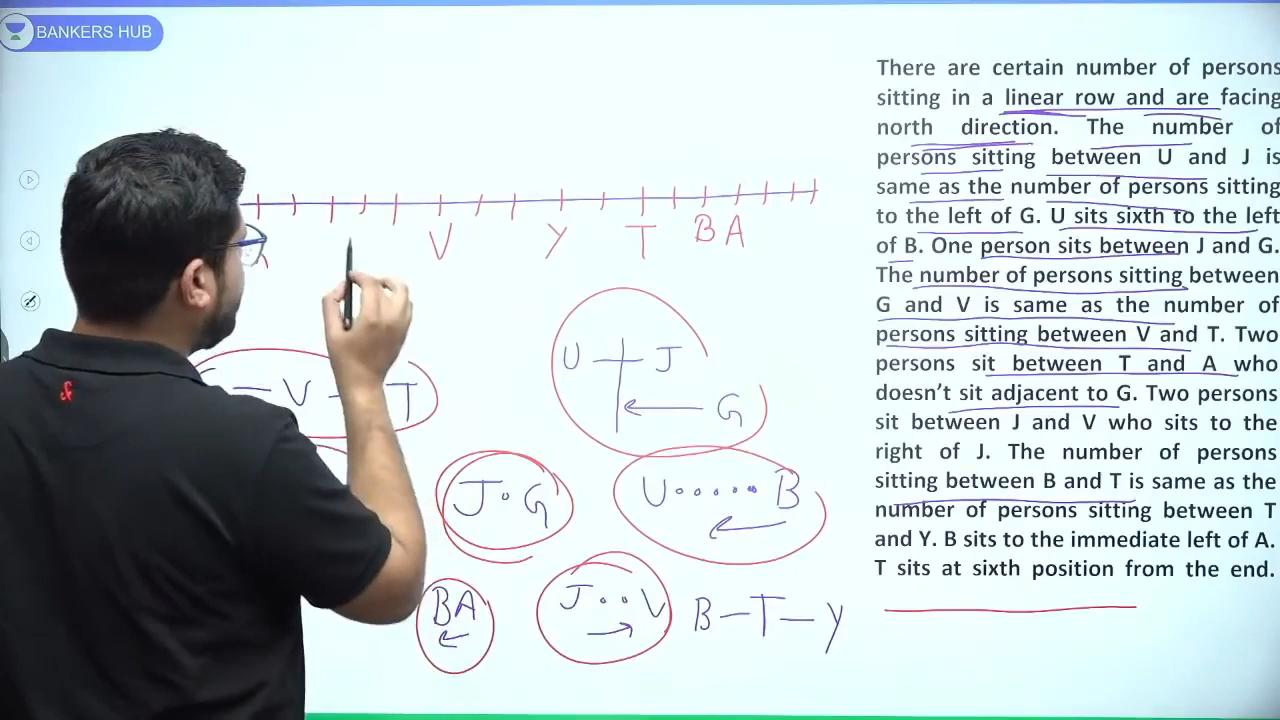 BANKERS HUB
There are certain number of persons
sitting in a linear row and are facing
north direction. The number of
persons sitting between U and J is
same as the number of persons sitting
to the left of G. U sits sixth to the left
of B. One person sits between J and G.
The number of persons sitting between
G and V is same as the number of
persons sitting between V and T. Two
persons sit between T and A who
doesn't sit adjacent to G. Two persons
sit between J and V who sits to the
right of J. The number of persons
sitting between B and T is same as the
number of persons sitting between T
and Y. B sits to the immediate left of A.
T sits at sixth position from the end.
V Y T B A
— V — T
U J
G
J • G
U • • • • • B
BA
J • • V
B — T — Y